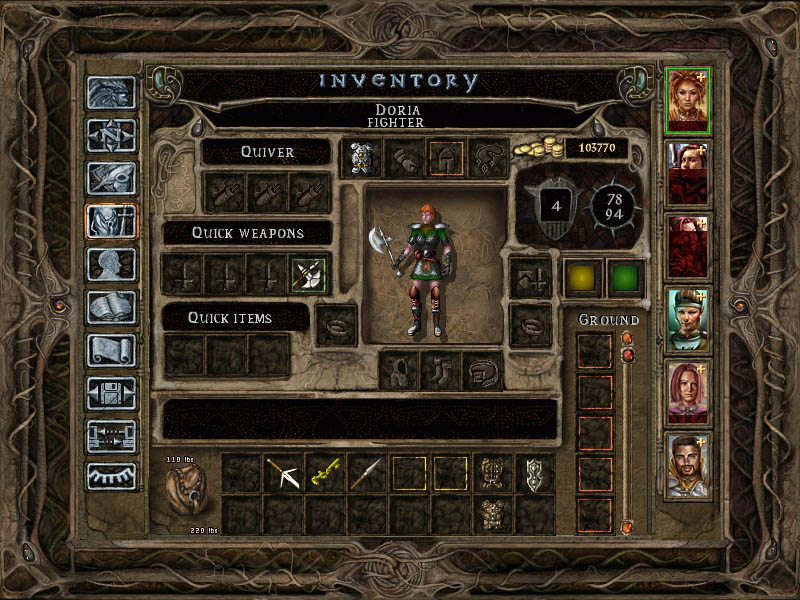 INVENTORY
DORIA
FIGHTER
QUIVER
103770
4
78
94
QUICK WEAPONS
QUICK ITEMS
GROUND
110 lbs
220 lbs